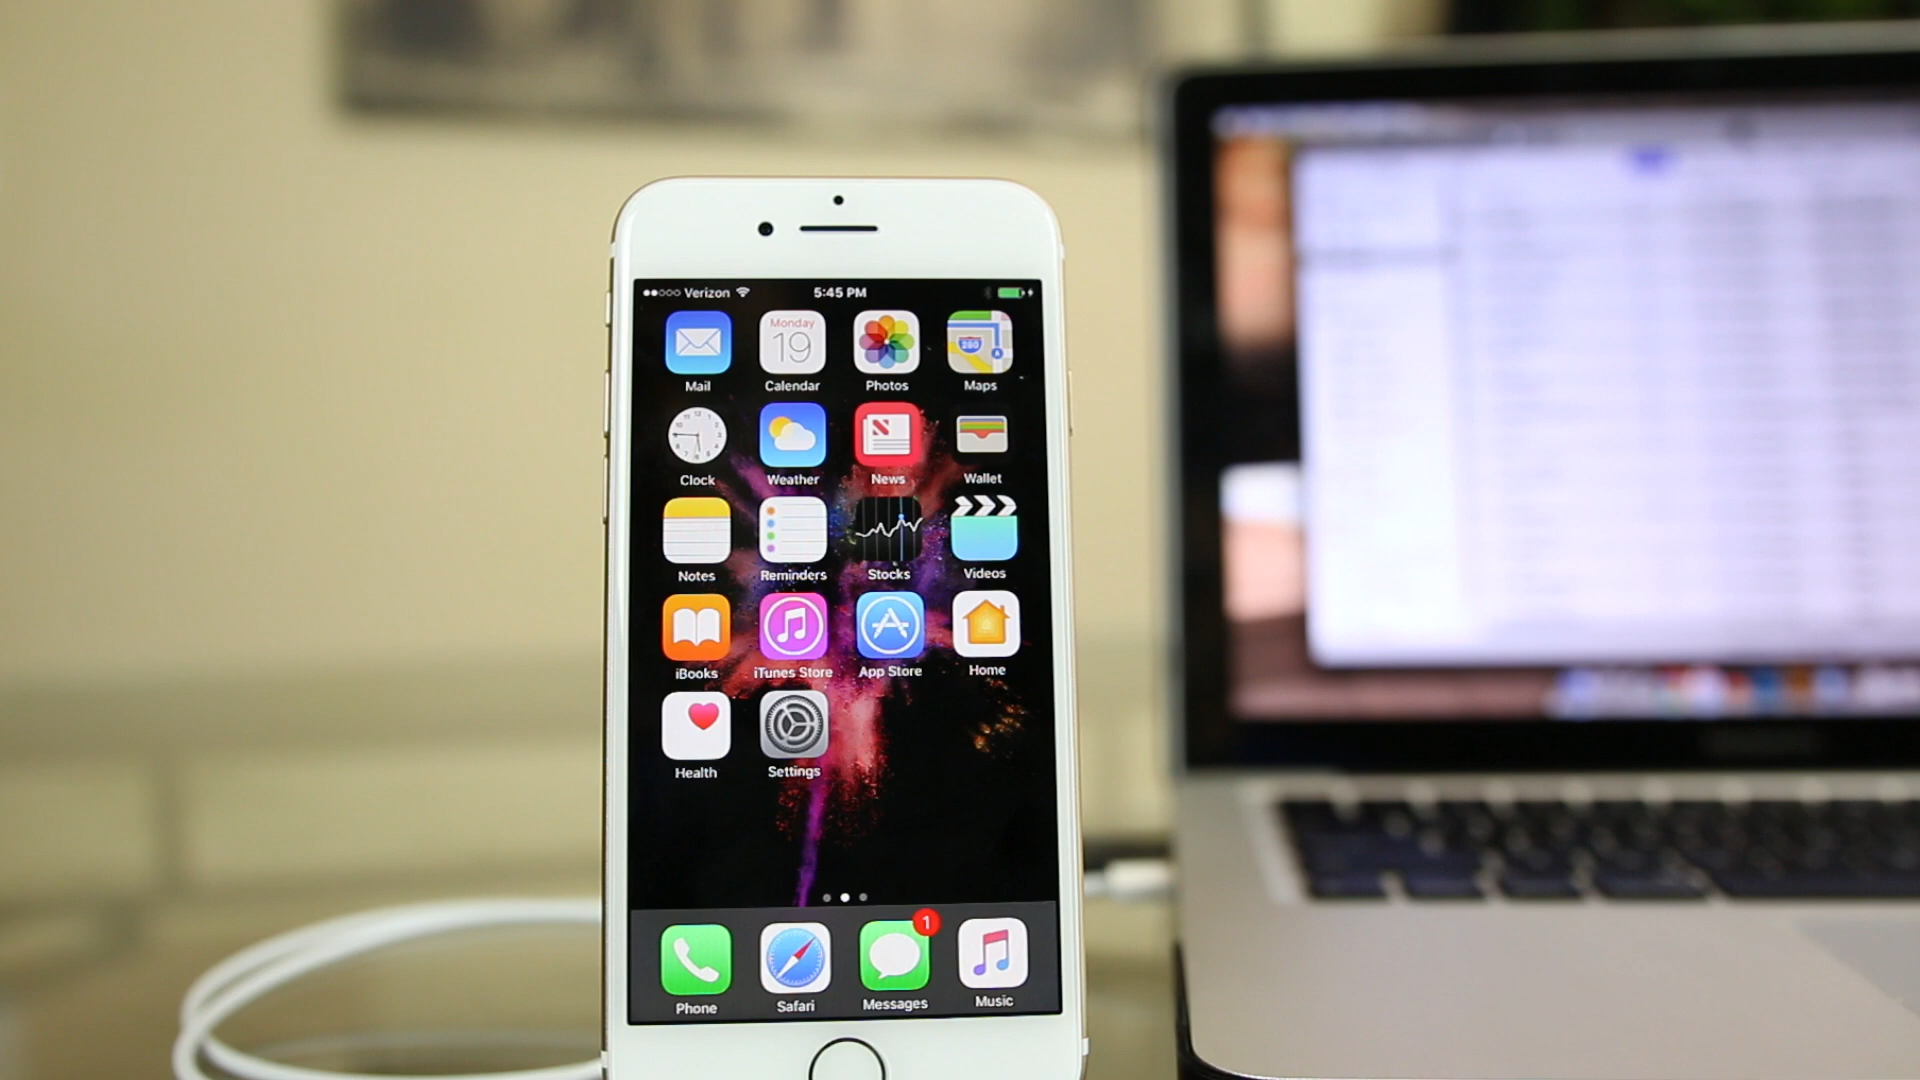 Verizon 5:45 PM
Monday
19
280
A
Mail Calendar Photos Maps
Clock Weather News Wallet
Notes Reminders Stocks Videos
iBooks iTunes Store App Store Home
Health Settings
1
Phone Safari Messages Music